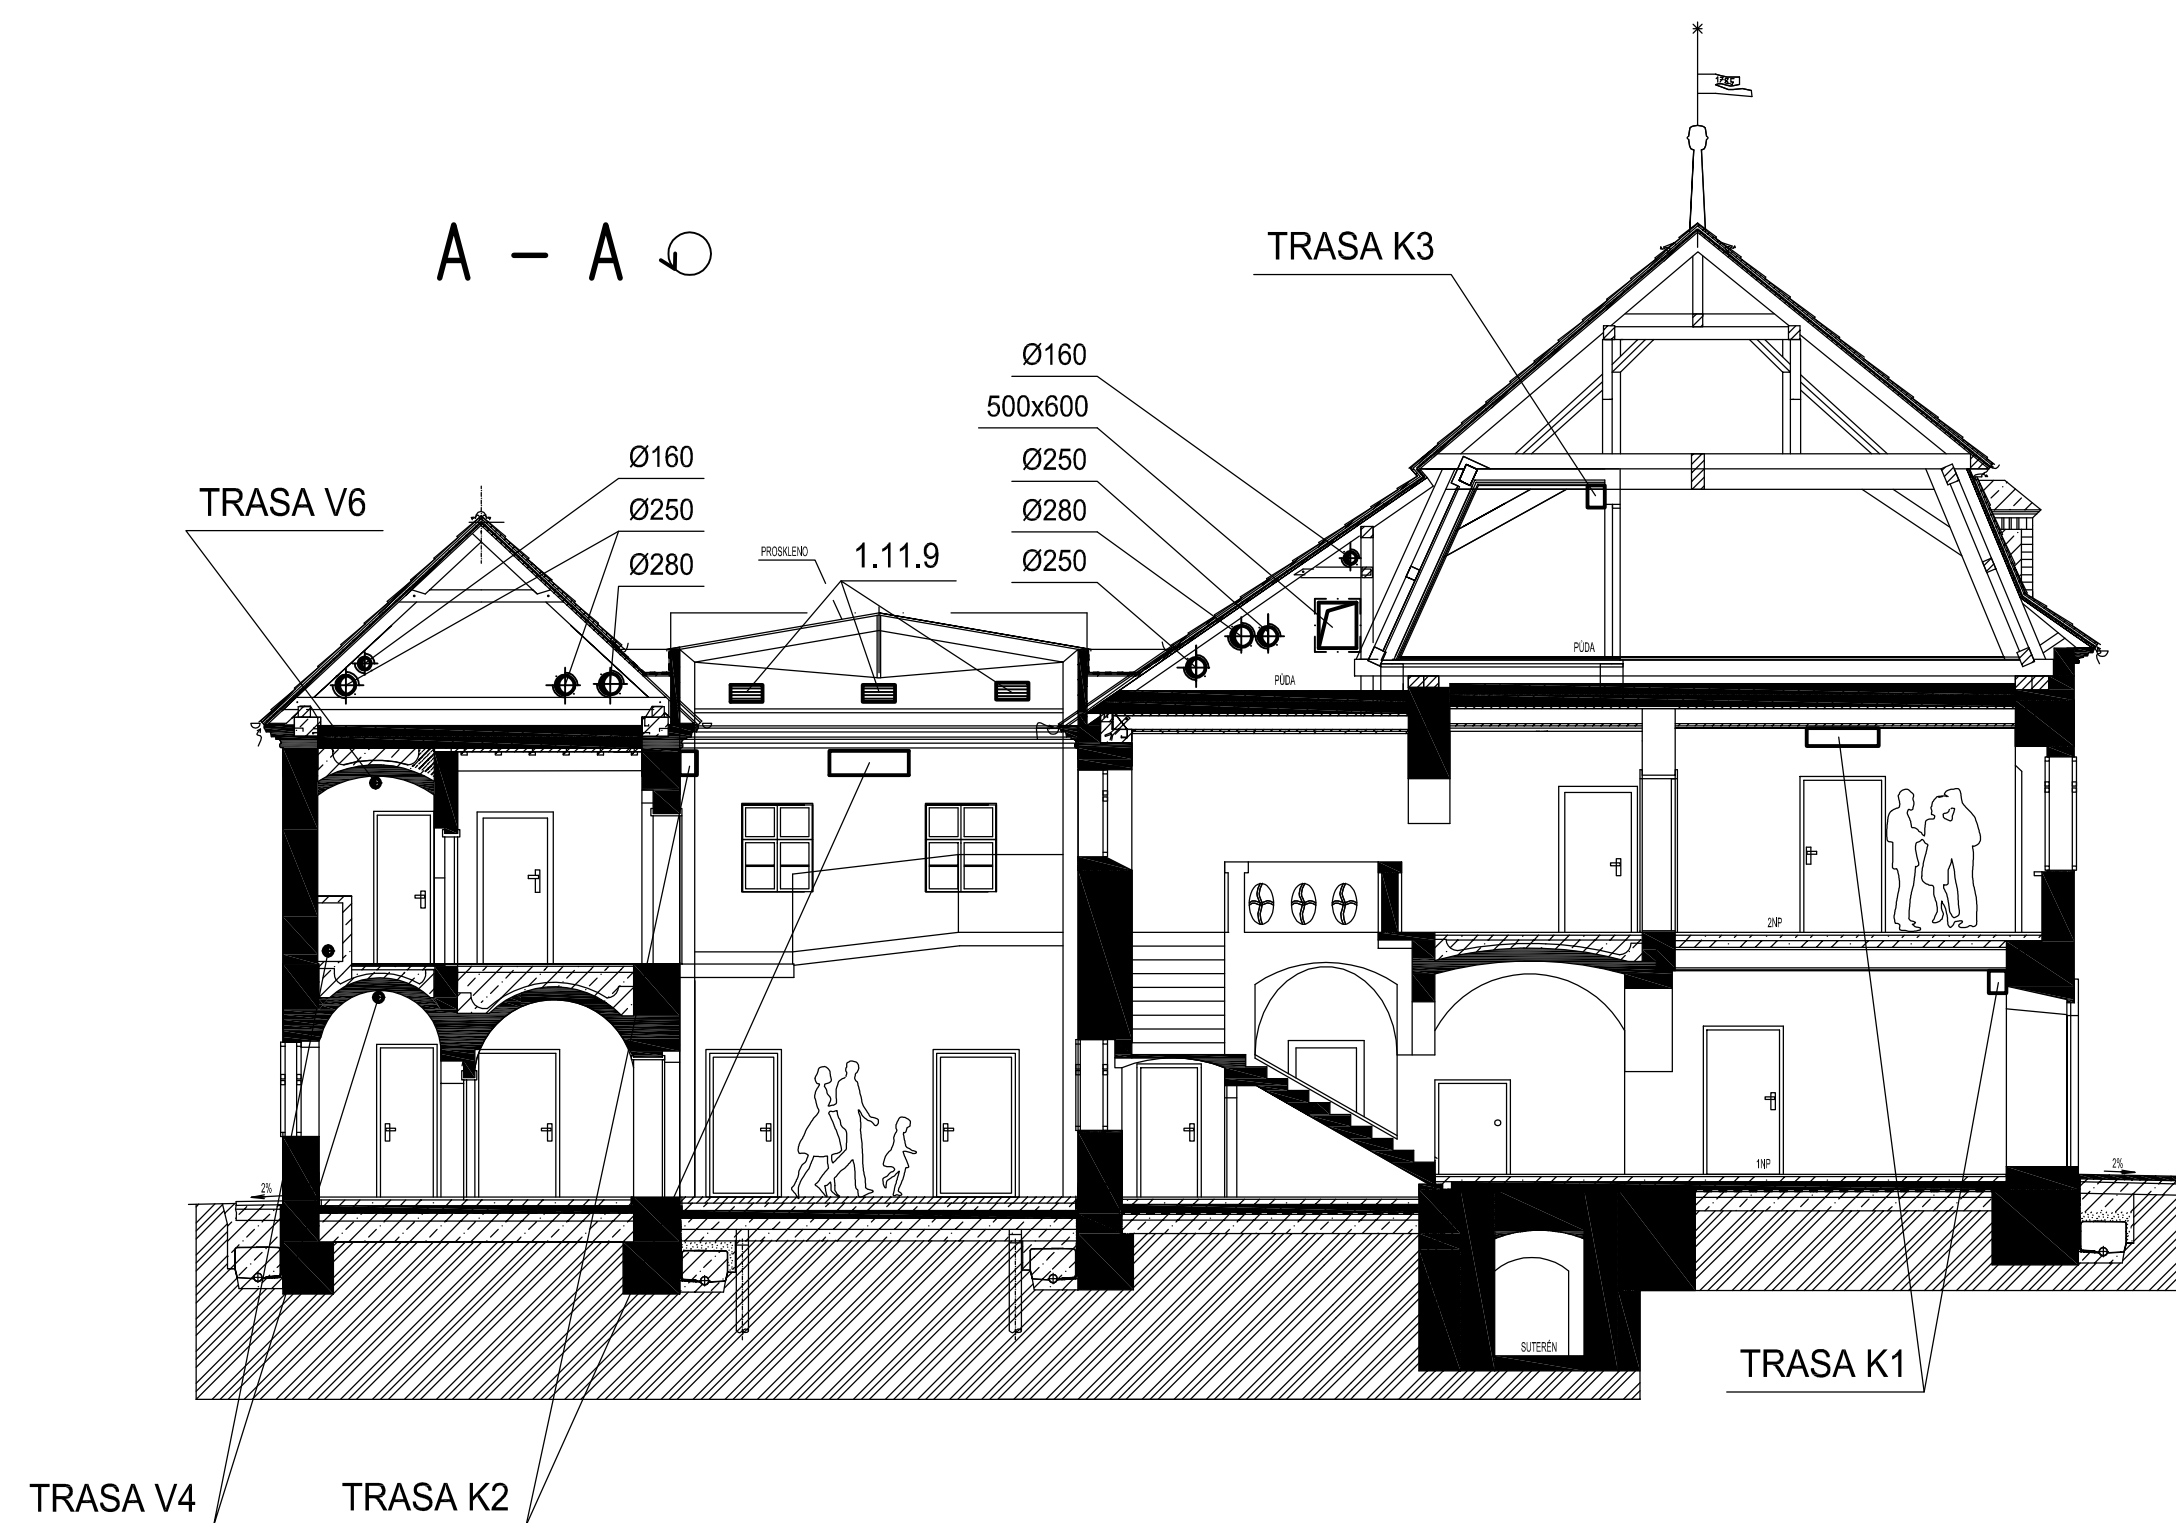 1785
A – A
TRASA K3
Ø160
500x600
Ø160
Ø250
TRASA V6
Ø250
Ø280
PROSKLENO
1.11.9
Ø280
Ø250
PŮDA
PŮDA
2NP
1NP
2%
2%
SUTERÉN
TRASA K1
TRASA V4
TRASA K2